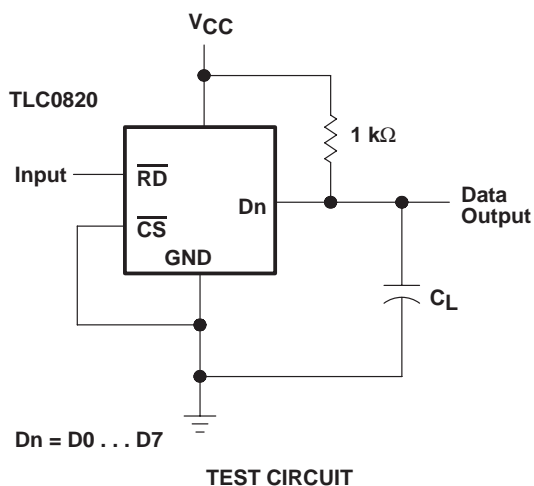 VCC
TLC0820
1 kΩ
Input
RD
Dn
Data
Output
CS
GND
CL
Dn = D0 . . . D7
TEST CIRCUIT